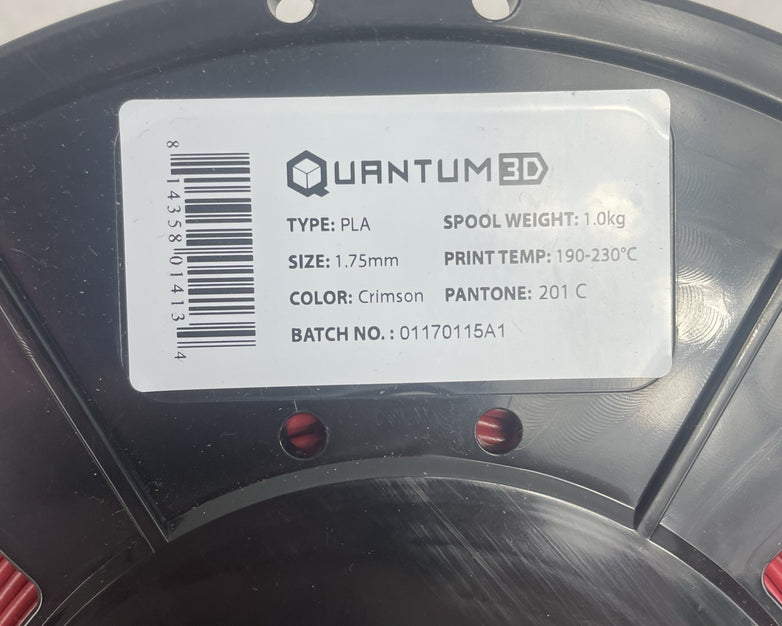 QUANTUM3D
TYPE: PLA SPOOL WEIGHT: 1.0kg
SIZE: 1.75mm PRINT TEMP: 190-230°C
COLOR: Crimson PANTONE: 201 C
BATCH NO. : 01170115A1
8 14358 01413 4